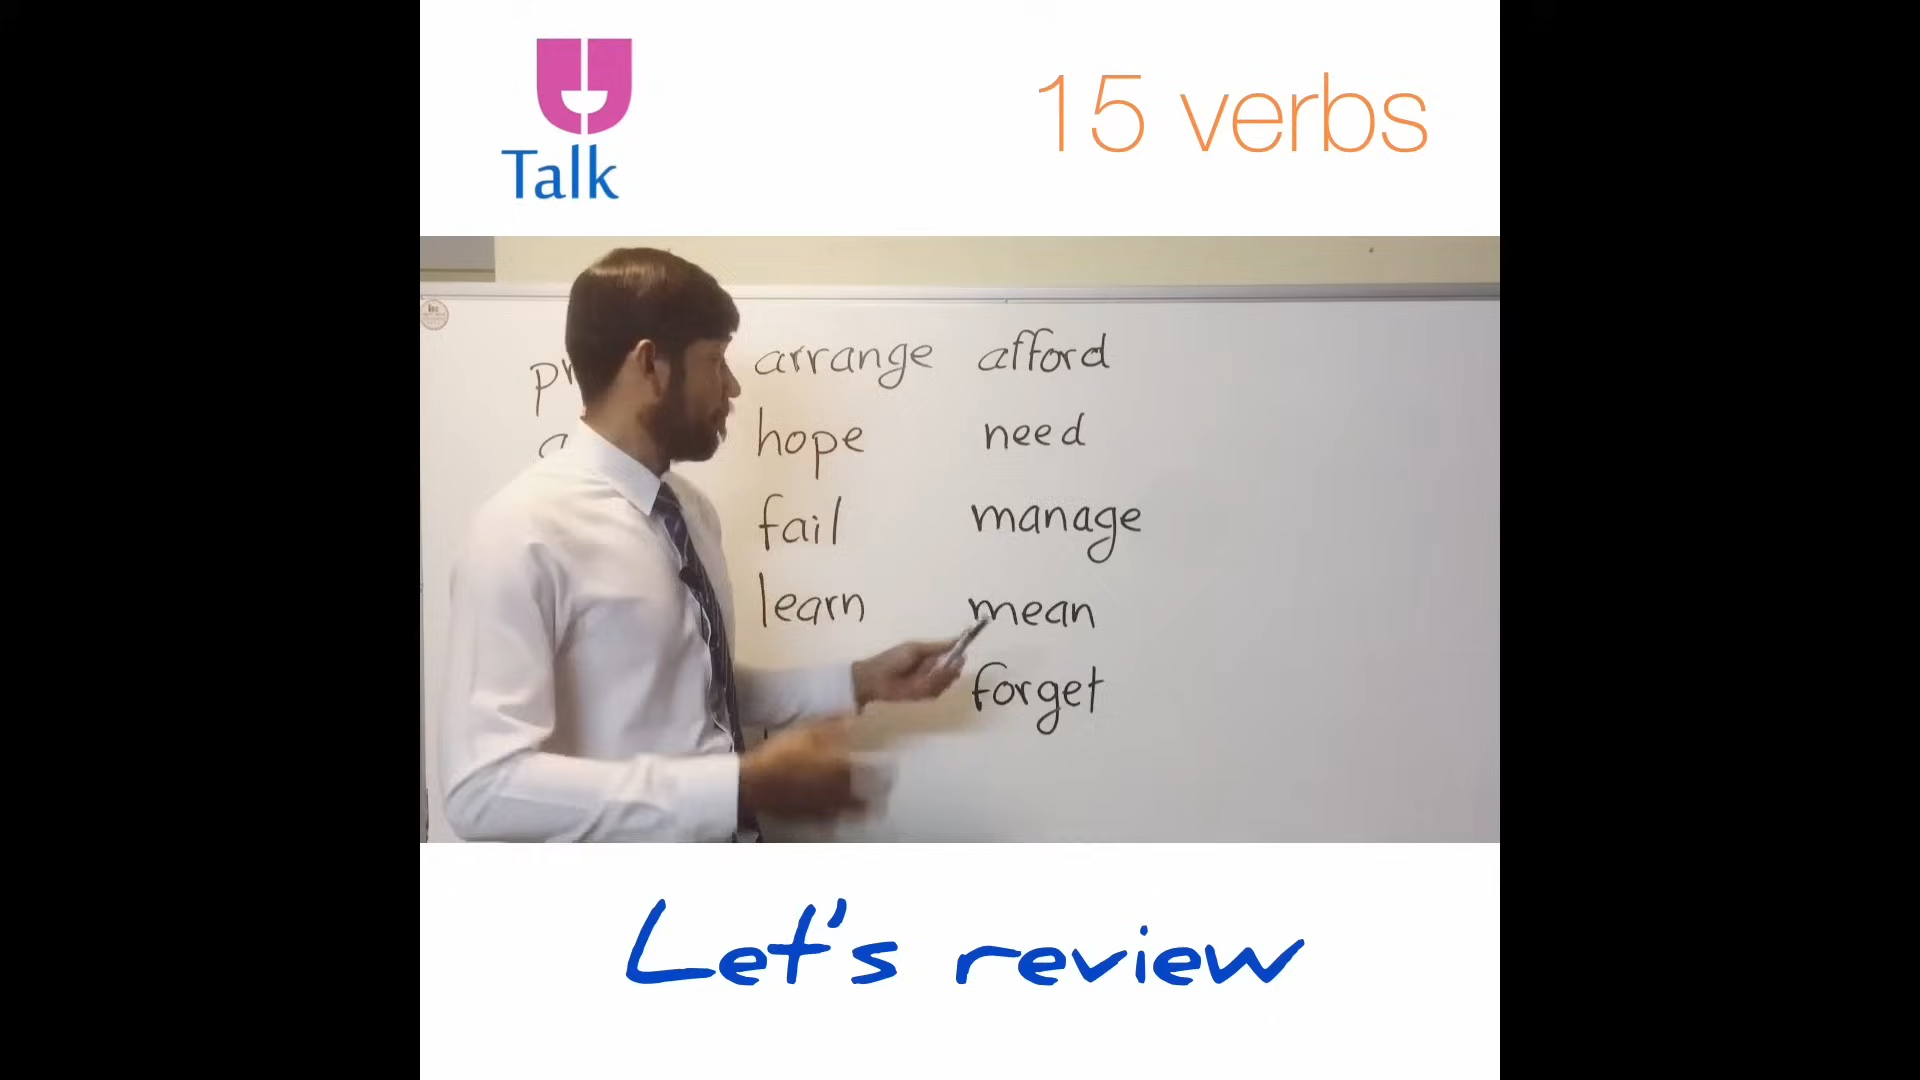 Talk
15 verbs
arrange afford
hope need
fail manage
learn mean
forget
Let's review